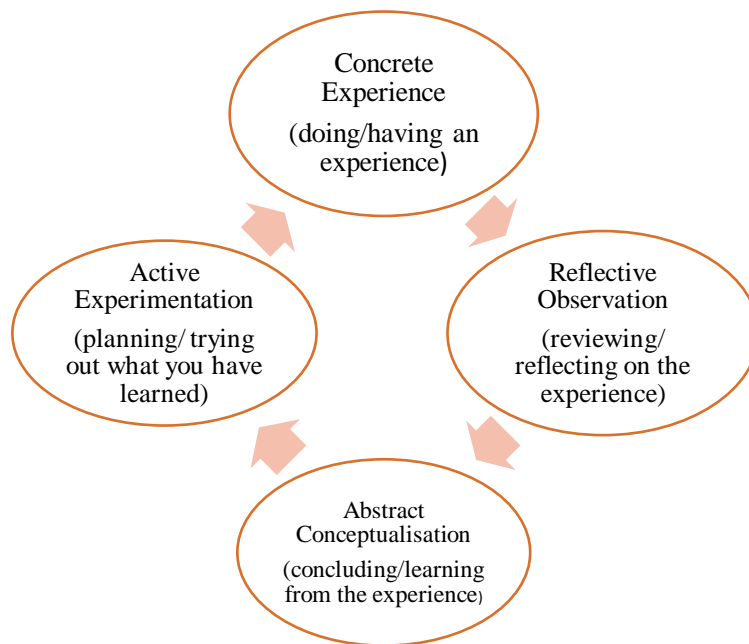 Concrete
Experience
(doing/having an
experience)
Active
Experimentation
(planning/ trying
out what you have
learned)
Reflective
Observation
(reviewing/
reflecting on the
experience)
Abstract
Conceptualisation
(concluding/learning
from the experience)